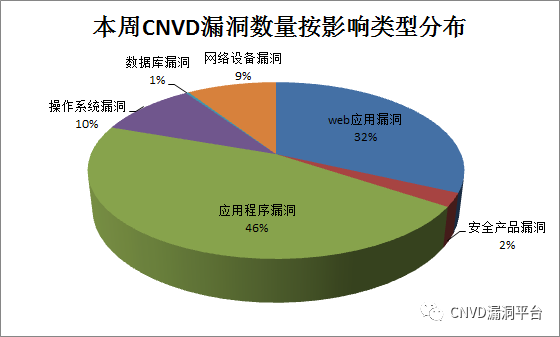 本周CNVD漏洞数量按影响类型分布
网络设备漏洞
9%
数据库漏洞
1%
操作系统漏洞
10%
web应用漏洞
32%
应用程序漏洞
46%
安全产品漏洞
2%
CNVD漏洞平台